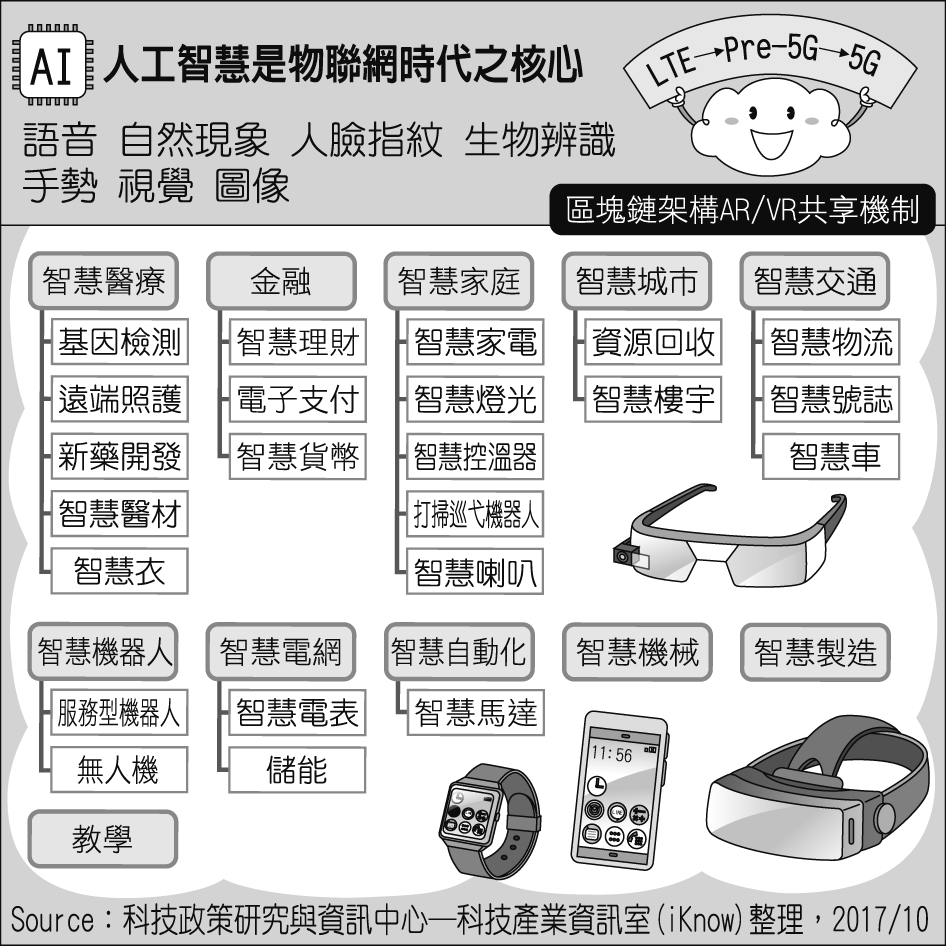 AI 人工智慧是物聯網時代之核心
LTE→Pre-5G→5G
語音 自然現象 人臉指紋 生物辨識
手勢 視覺 圖像
區塊鏈架構AR/VR共享機制
智慧醫療
基因檢測
遠端照護
新藥開發
智慧醫材
智慧衣
金融
智慧理財
電子支付
智慧貨幣
智慧家庭
智慧家電
智慧燈光
智慧控溫器
打掃巡弋機器人
智慧喇叭
智慧城市
資源回收
智慧樓宇
智慧交通
智慧物流
智慧號誌
智慧車
智慧機器人
服務型機器人
無人機
智慧電網
智慧電表
儲能
智慧自動化
智慧馬達
智慧機械
智慧製造
教學
11:56
LIVE
Source：科技政策研究與資訊中心—科技產業資訊室(iKnow)整理，2017/10